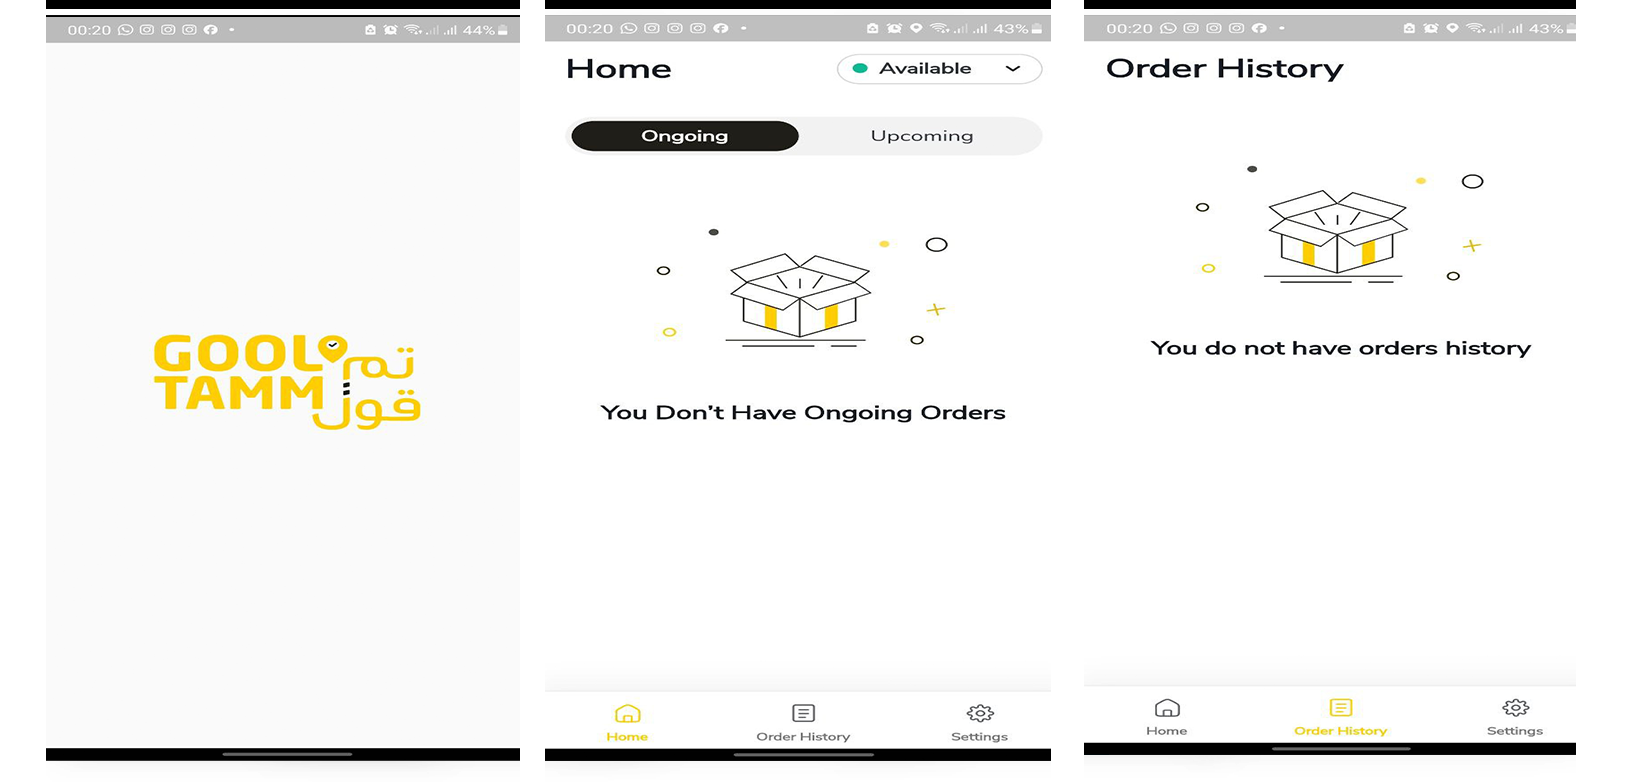 00:20 44%
GOOL تم
TAMM قول
00:20 43%
Home
Available
Ongoing Upcoming
You Don't Have Ongoing Orders
Home Order History Settings
00:20 43%
Order History
You do not have orders history
Home Order History Settings